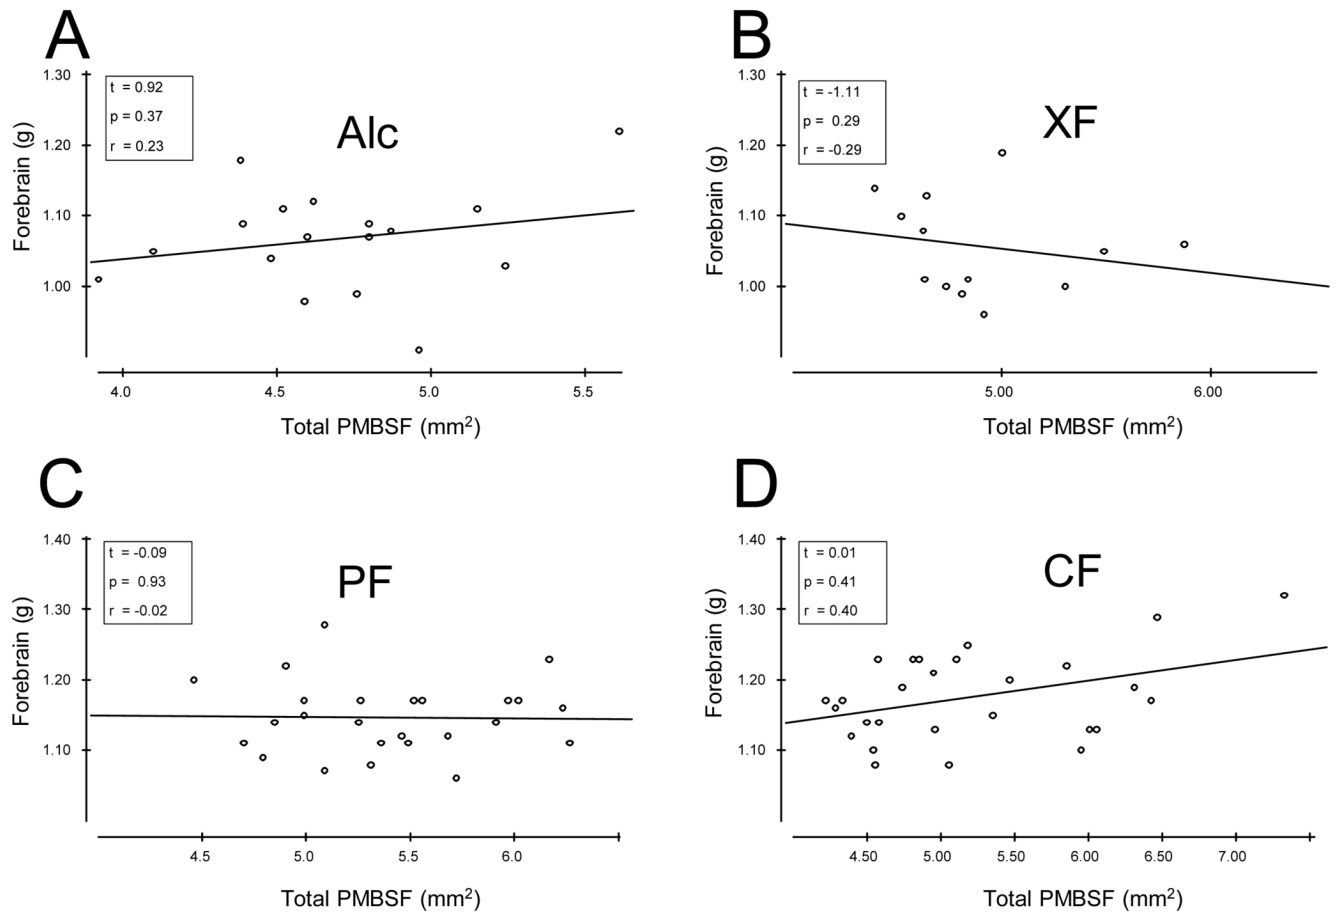 A
1.30
1.20
1.10
1.00
Forebrain (g)
t = 0.92
p = 0.37
r = 0.23
Alc
4.0
4.5
5.0
5.5
Total PMBSF (mm²)
B
1.30
1.20
1.10
1.00
Forebrain (g)
t = -1.11
p = 0.29
r = -0.29
XF
5.00
6.00
Total PMBSF (mm²)
C
1.40
1.30
1.20
1.10
Forebrain (g)
t = -0.09
p = 0.93
r = -0.02
PF
4.5
5.0
5.5
6.0
Total PMBSF (mm²)
D
1.40
1.30
1.20
1.10
Forebrain (g)
t = 0.01
p = 0.41
r = 0.40
CF
4.50
5.00
5.50
6.00
6.50
7.00
Total PMBSF (mm²)